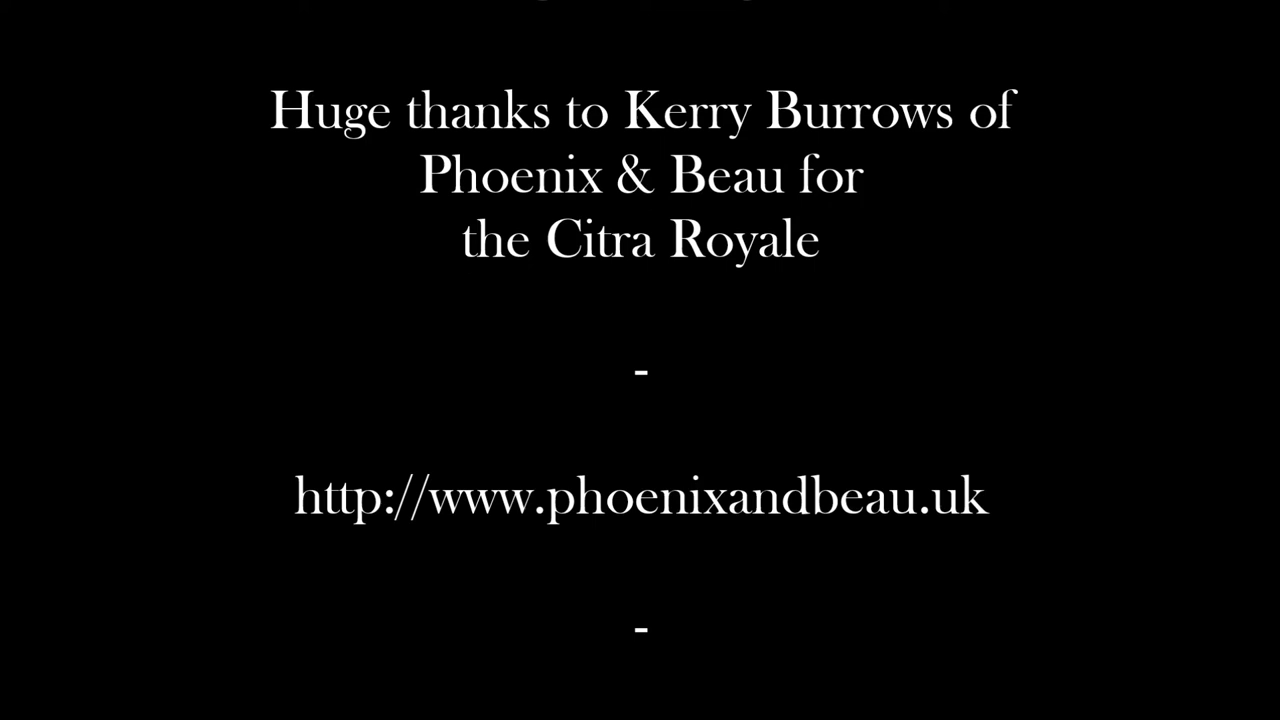 Huge thanks to Kerry Burrows of
Phoenix & Beau for
the Citra Royale
-
http://www.phoenixandbeau.uk
-